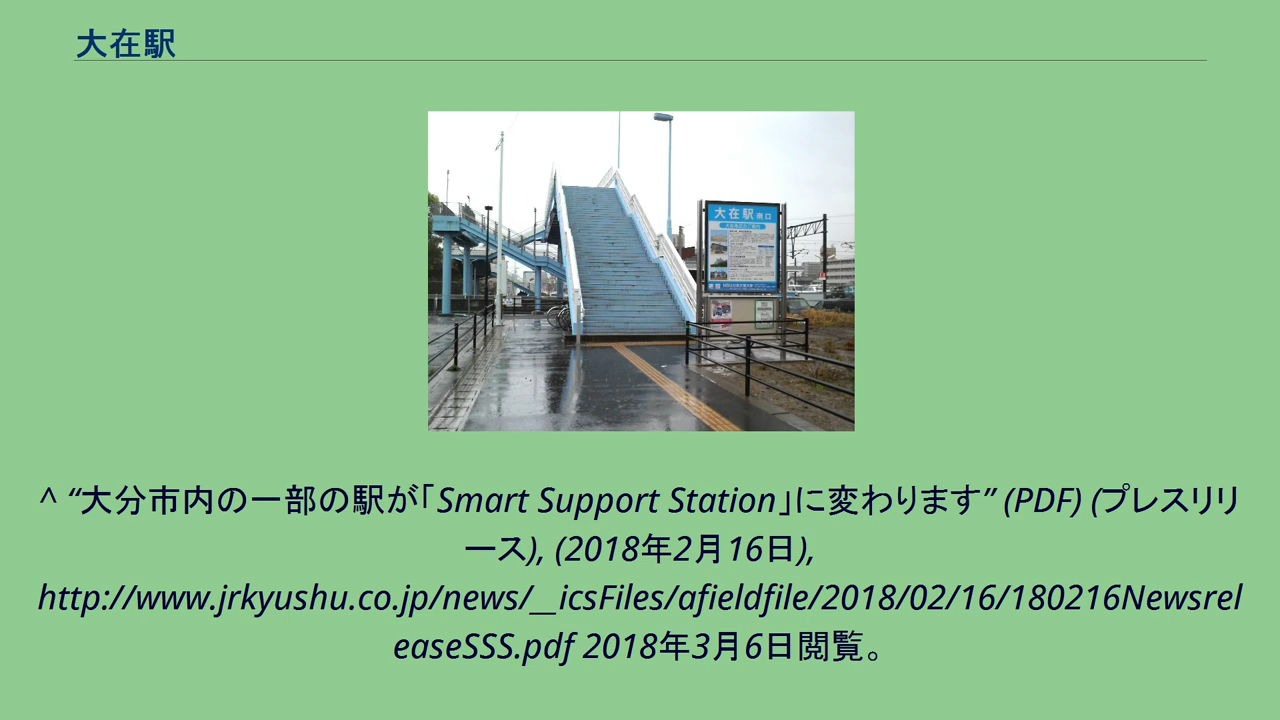 大在駅
大在駅 南口
^ “大分市内の一部の駅が「Smart Support Station」に変わります” (PDF) (プレスリリ
ース), (2018年2月16日),
http://www.jrkyushu.co.jp/news/__icsFiles/afieldfile/2018/02/16/180216Newsrel
easeSSS.pdf 2018年3月6日閲覧。